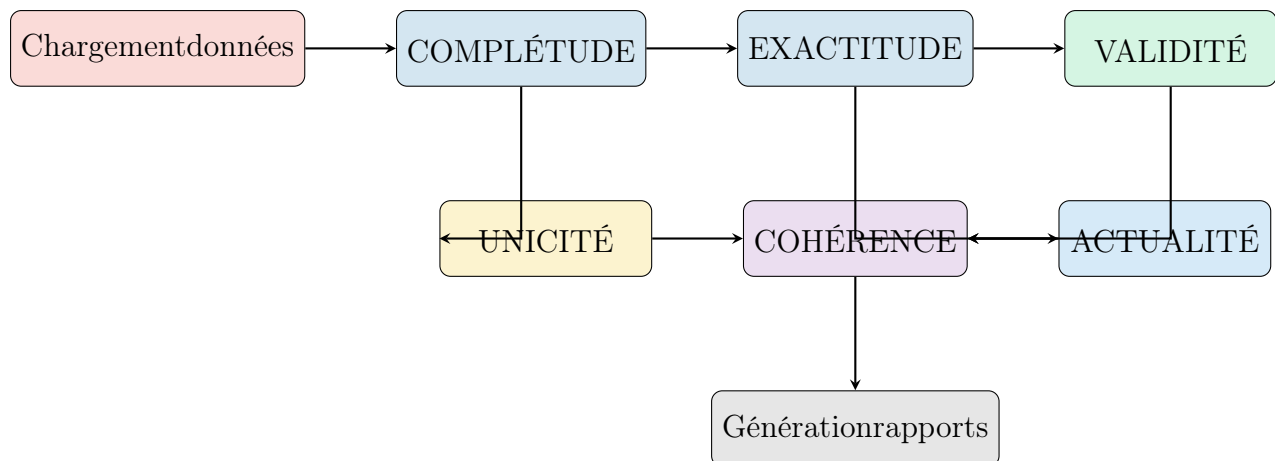 Chargementdonnées
COMPLÉTUDE
EXACTITUDE
VALIDITÉ
UNICITÉ
COHÉRENCE
ACTUALITÉ
Générationrapports